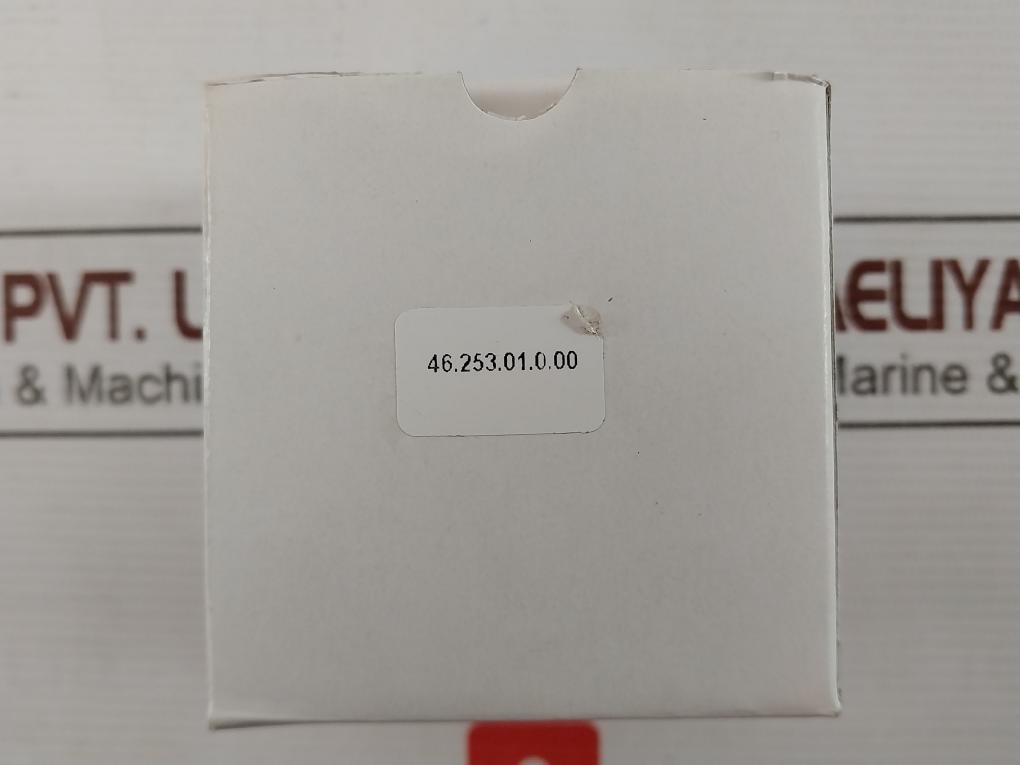 46.253.01.0.00
PVT.
& Machi
AELIYA
Marine &